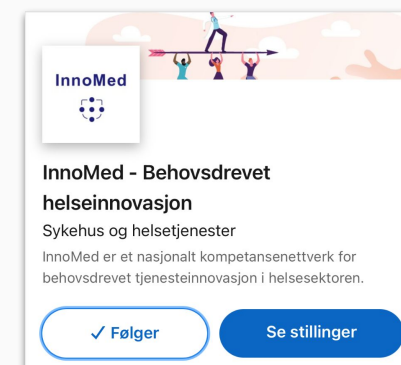 InnoMed
InnoMed - Behovsdrevet
helseinnovasjon
Sykehus og helsetjenester
InnoMed er et nasjonalt kompetansenettverk for
behovsdrevet tjenesteinnovasjon i helsesektoren.
✓ Følger
Se stillinger